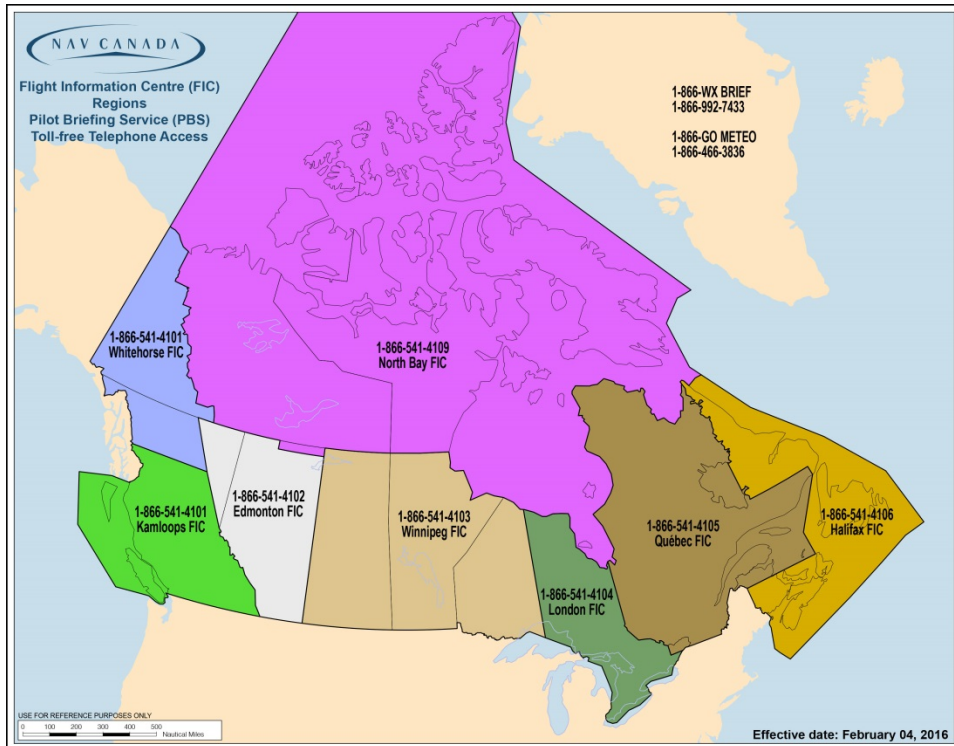 NAV CANADA
Flight Information Centre (FIC)
Regions
Pilot Briefing Service (PBS)
Toll-free Telephone Access
1-866-WX BRIEF
1-866-992-7433
1-866-GO METEO
1-866-466-3836
1-866-541-4101
Whitehorse FIC
1-866-541-4109
North Bay FIC
1-866-541-4101
Kamloops FIC
1-866-541-4102
Edmonton FIC
1-866-541-4103
Winnipeg FIC
1-866-541-4104
London FIC
1-866-541-4105
Québec FIC
1-866-541-4106
Halifax FIC
USE FOR REFERENCE PURPOSES ONLY
0 100 200 300 400 500
Nautical Miles
Effective date: February 04, 2016